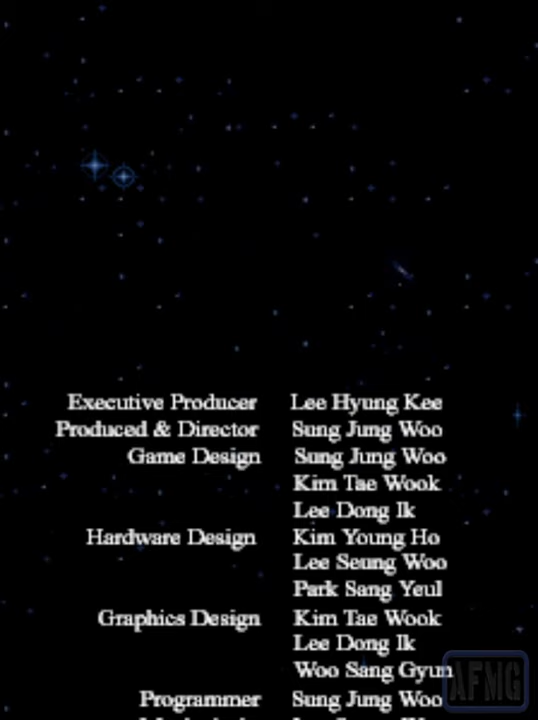 Executive Producer Lee Hyung Kee
Produced & Director Sung Jung Woo
Game Design Sung Jung Woo
Kim Tae Wook
Lee Dong Ik
Hardware Design Kim Young Ho
Lee Seung Woo
Park Sang Yeul
Graphics Design Kim Tae Wook
Lee Dong Ik
Woo Sang Gyun
Programmer Sung Jung Woo
AFMG